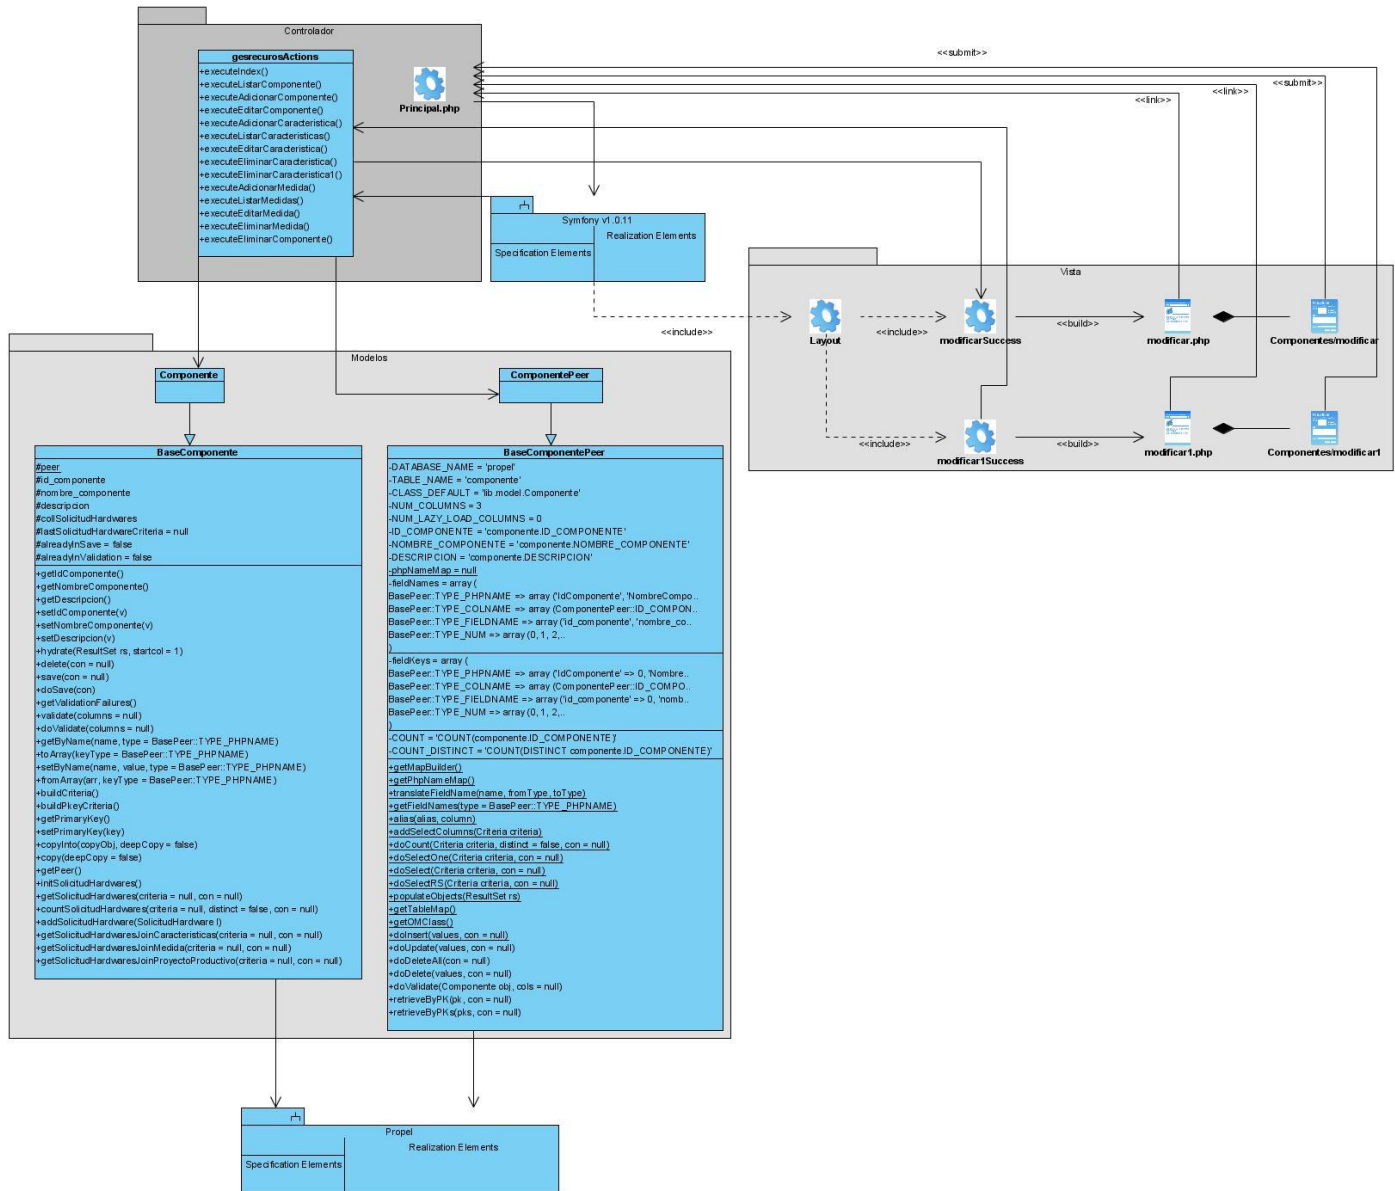 Controlador
gesrecurosActions
+executeIndex()
+executeListarComponente()
+executeAdicionarComponente()
+executeEditarComponente()
+executeAdicionarCaracteristica()
+executeListarCaracteristicas()
+executeEditarCaracteristica()
+executeEliminarCaracteristica()
+executeEliminarCaracteristica1()
+executeAdicionarMedida()
+executeListarMedidas()
+executeEditarMedida()
+executeEliminarMedida()
+executeEliminarComponente()
Principal.php
<<submit>>
<<submit>>
<<link>>
<<link>>
Symfony v1.0.11
Realization Elements
Specification Elements
Vista
<<include>>
Layout
<<include>>
modificarSuccess
<<build>>
modificar.php
Componentes/modificar
<<include>>
modificar1Success
<<build>>
modificar1.php
Componentes/modificar1
Modelos
Componente
ComponentePeer
BaseComponente
#peer
#id_componente
#nombre_componente
#descripcion
#collSolicitudHardwares
#lastSolicitudHardwareCriteria = null
#alreadyInSave = false
#alreadyInValidation = false
+getIdComponente()
+getNombreComponente()
+getDescripcion()
+setIdComponente(v)
+setNombreComponente(v)
+setDescripcion(v)
+hydrate(ResultSet rs, startcol = 1)
+delete(con = null)
+save(con = null)
+doSave(con)
+getValidationFailures()
+validate(columns = null)
+doValidate(columns = null)
+getByName(name, type = BasePeer::TYPE_PHPNAME)
+toArray(keyType = BasePeer::TYPE_PHPNAME)
+setByName(name, value, type = BasePeer::TYPE_PHPNAME)
+fromArray(arr, keyType = BasePeer::TYPE_PHPNAME)
+buildCriteria()
+buildPkeyCriteria()
+getPrimaryKey()
+setPrimaryKey(key)
+copyInto(copyObj, deepCopy = false)
+copy(deepCopy = false)
+getPeer()
+initSolicitudHardwares()
+getSolicitudHardwares(criteria = null, con = null)
+countSolicitudHardwares(criteria = null, distinct = false, con = null)
+addSolicitudHardware(SolicitudHardware l)
+getSolicitudHardwaresJoinCaracteristicas(criteria = null, con = null)
+getSolicitudHardwaresJoinMedida(criteria = null, con = null)
+getSolicitudHardwaresJoinProyectoProductivo(criteria = null, con = null)
BaseComponentePeer
-DATABASE_NAME = 'propel'
-TABLE_NAME = 'componente'
-CLASS_DEFAULT = 'lib.model.Componente'
-NUM_COLUMNS = 3
-NUM_LAZY_LOAD_COLUMNS = 0
-ID_COMPONENTE = 'componente.ID_COMPONENTE'
-NOMBRE_COMPONENTE = 'componente.NOMBRE_COMPONENTE'
-DESCRIPCION = 'componente.DESCRIPCION'
-phpNameMap = null
-fieldNames = array (
BasePeer::TYPE_PHPNAME => array ('IdComponente', 'NombreCompo..
BasePeer::TYPE_COLNAME => array (ComponentePeer::ID_COMPON..
BasePeer::TYPE_FIELDNAME => array ('id_componente', 'nombre_co..
BasePeer::TYPE_NUM => array (0, 1, 2,..
)
-fieldKeys = array (
BasePeer::TYPE_PHPNAME => array ('IdComponente' => 0, 'Nombre..
BasePeer::TYPE_COLNAME => array (ComponentePeer::ID_COMPO..
BasePeer::TYPE_FIELDNAME => array ('id_componente' => 0, 'nomb..
BasePeer::TYPE_NUM => array (0, 1, 2,..
)
-COUNT = 'COUNT(componente.ID_COMPONENTE)'
-COUNT_DISTINCT = 'COUNT(DISTINCT componente.ID_COMPONENTE)'
+getMapBuilder()
+getPhpNameMap()
+translateFieldName(name, fromType, toType)
+getFieldNames(type = BasePeer::TYPE_PHPNAME)
+alias(alias, column)
+addSelectColumns(Criteria criteria)
+doCount(Criteria criteria, distinct = false, con = null)
+doSelectOne(Criteria criteria, con = null)
+doSelect(Criteria criteria, con = null)
+doSelectRS(Criteria criteria, con = null)
+populateObjects(ResultSet rs)
+getTableMap()
+getOMClass()
+doInsert(values, con = null)
+doUpdate(values, con = null)
+doDeleteAll(con = null)
+doDelete(values, con = null)
+doValidate(Componente obj, cols = null)
+retrieveByPK(pk, con = null)
+retrieveByPKs(pks, con = null)
Propel
Realization Elements
Specification Elements